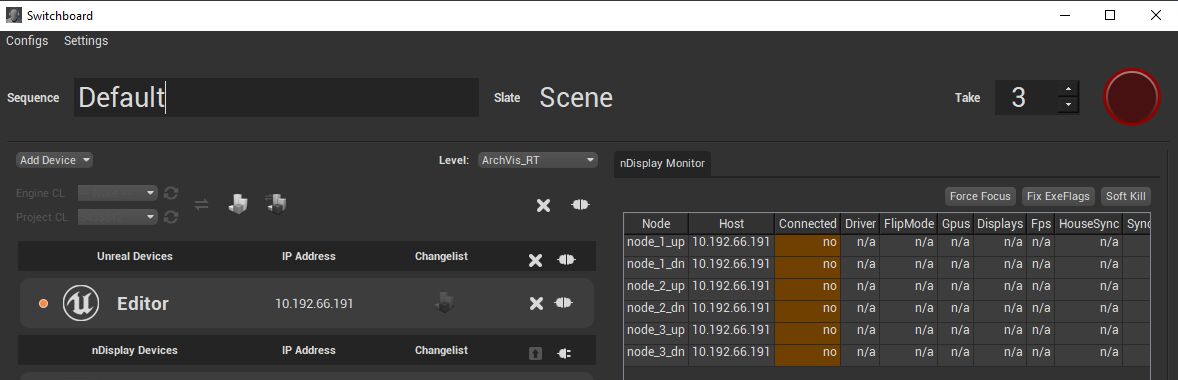 Switchboard
Configs Settings
Sequence Default Slate Scene Take 3
Add Device Level: ArchVis_RT
nDisplay Monitor
Engine CL
Project CL
Force Focus Fix ExeFlags Soft Kill
Unreal Devices IP Address Changelist
Editor 10.192.66.191
nDisplay Devices IP Address Changelist
Node Host Connected Driver FlipMode Gpus Displays Fps HouseSync Sync
node_1_up 10.192.66.191 no n/a n/a n/a n/a n/a n/a
node_1_dn 10.192.66.191 no n/a n/a n/a n/a n/a n/a
node_2_up 10.192.66.191 no n/a n/a n/a n/a n/a n/a
node_2_dn 10.192.66.191 no n/a n/a n/a n/a n/a n/a
node_3_up 10.192.66.191 no n/a n/a n/a n/a n/a n/a
node_3_dn 10.192.66.191 no n/a n/a n/a n/a n/a n/a